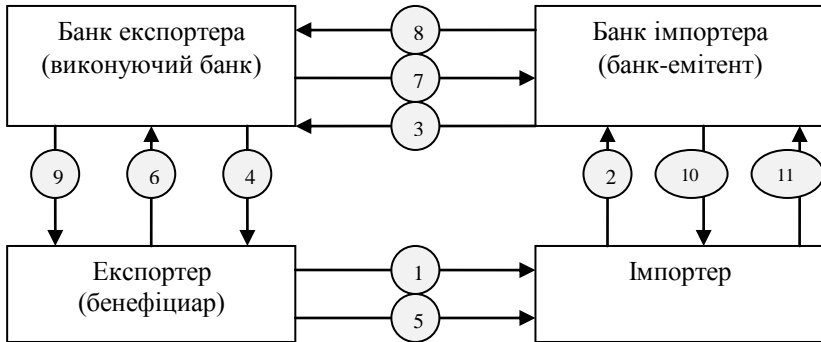 Банк експортера
(виконуючий банк)
8
7
3
Банк імпортера
(банк-емітент)
9
6
4
2
10
11
Експортер
(бенефіциар)
1
5
Імпортер